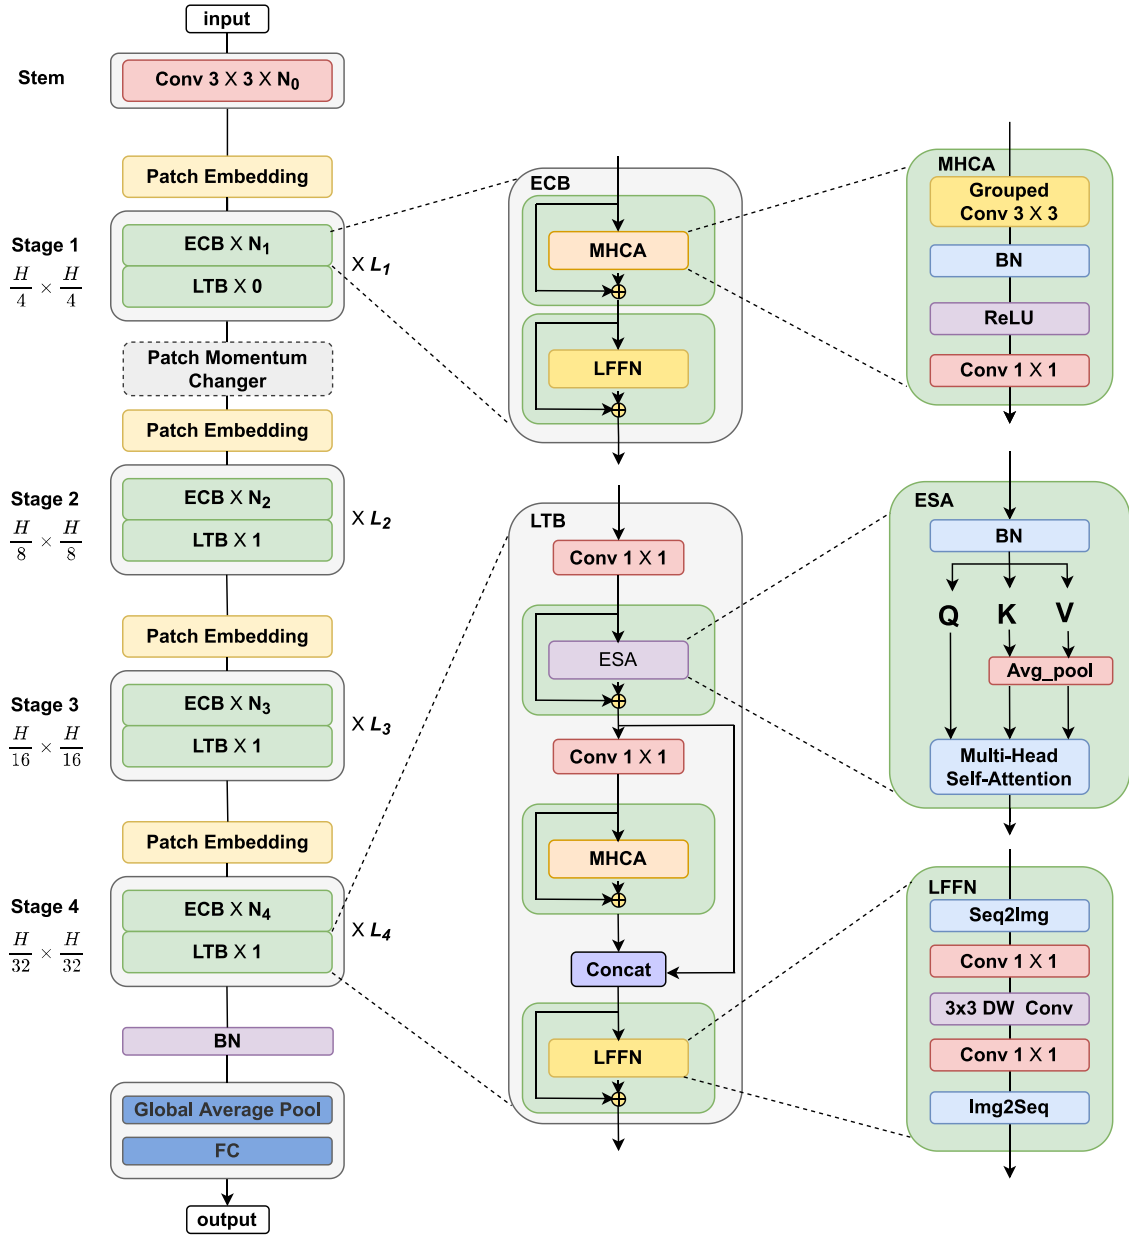 input
Stem
Conv 3 X 3 X N0
Patch Embedding
Stage 1
H/4 × H/4
ECB X N1
LTB X 0
X L1
Patch Momentum
Changer
Patch Embedding
Stage 2
H/8 × H/8
ECB X N2
LTB X 1
X L2
Patch Embedding
Stage 3
H/16 × H/16
ECB X N3
LTB X 1
X L3
Patch Embedding
Stage 4
H/32 × H/32
ECB X N4
LTB X 1
X L4
BN
Global Average Pool
FC
output
ECB
MHCA
LFFN
LTB
Conv 1 X 1
ESA
Conv 1 X 1
MHCA
Concat
LFFN
MHCA
Grouped
Conv 3 X 3
BN
ReLU
Conv 1 X 1
ESA
BN
Q K V
Avg_pool
Multi-Head
Self-Attention
LFFN
Seq2Img
Conv 1 X 1
3x3 DW Conv
Conv 1 X 1
Img2Seq